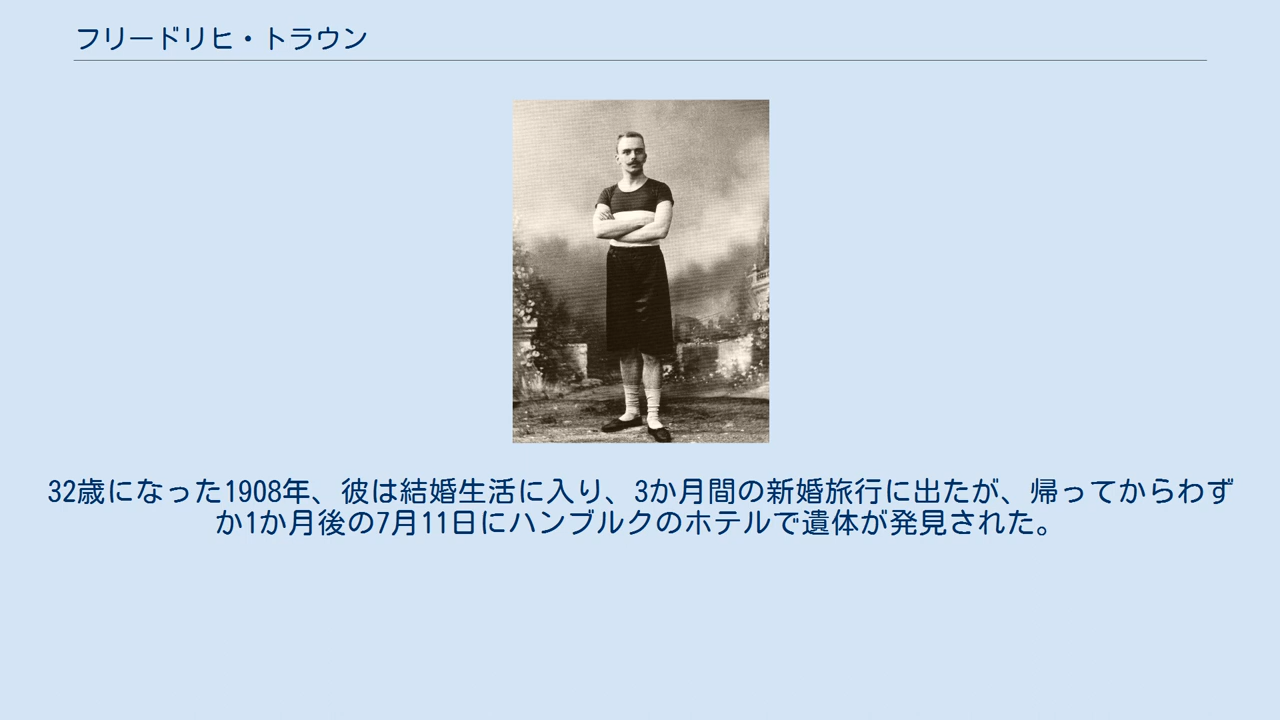 フリードリヒ・トラウン
32歳になった1908年、彼は結婚生活に入り、3か月間の新婚旅行に出たが、帰ってからわず
か1か月後の7月11日にハンブルクのホテルで遺体が発見された。